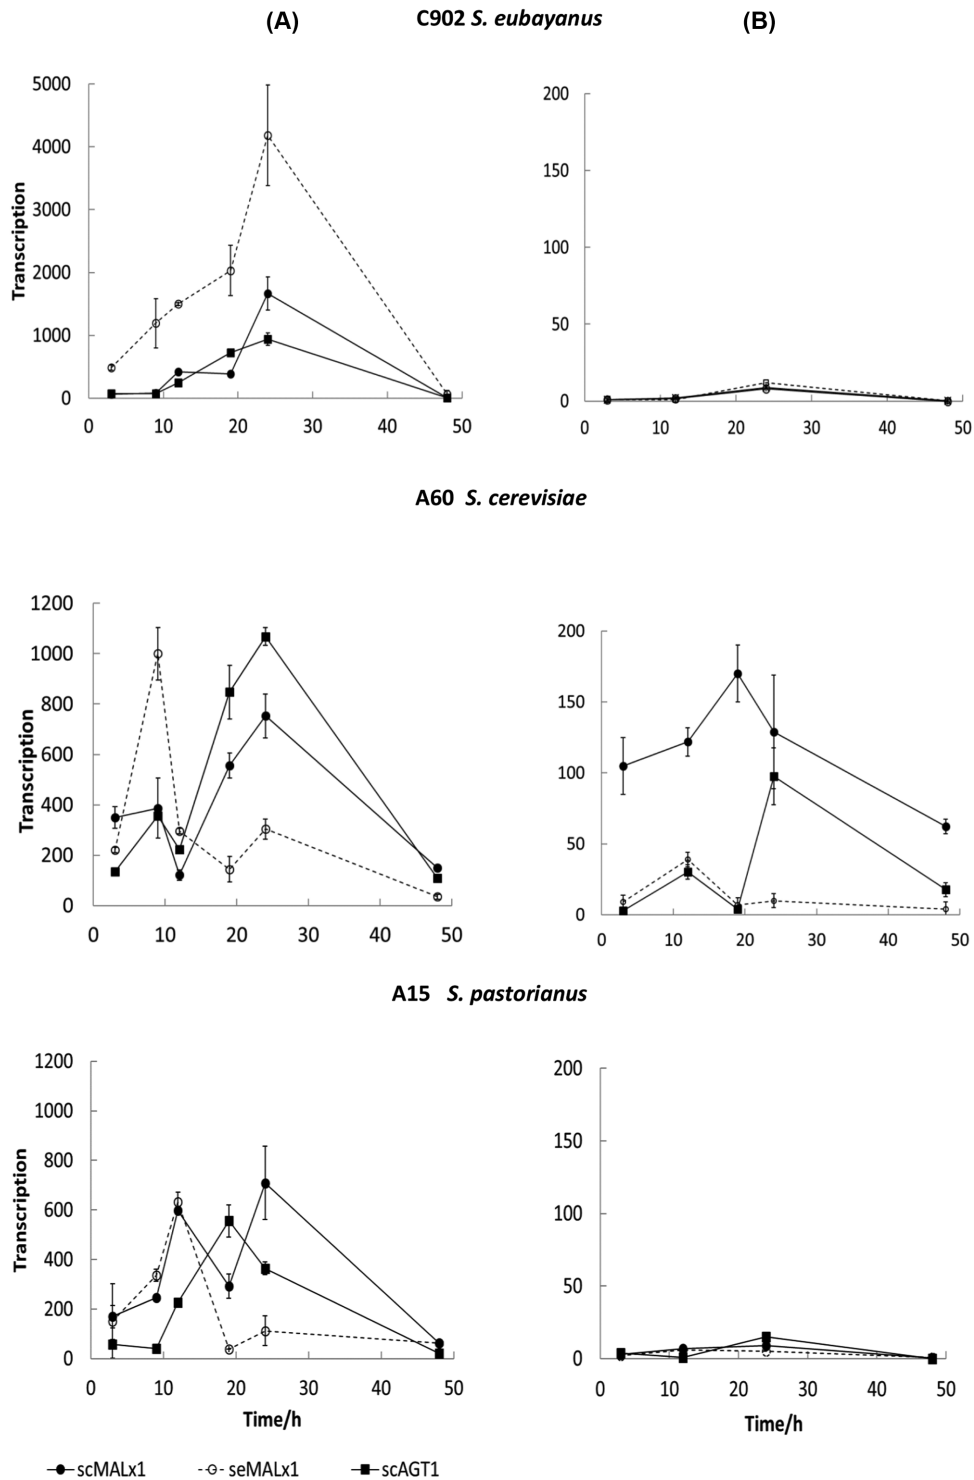 (A) C902 S. eubayanus (B)
5000
4000
3000
2000
1000
0
Transcription
0 10 20 30 40 50
200
150
100
50
0
0 10 20 30 40 50
A60 S. cerevisiae
1200
1000
800
600
400
200
0
Transcription
0 10 20 30 40 50
200
150
100
50
0
0 10 20 30 40 50
A15 S. pastorianus
1200
1000
800
600
400
200
0
Transcription
0 10 20 30 40 50
Time/h
200
150
100
50
0
0 10 20 30 40 50
Time/h
scMALx1 seMALx1 scAGT1